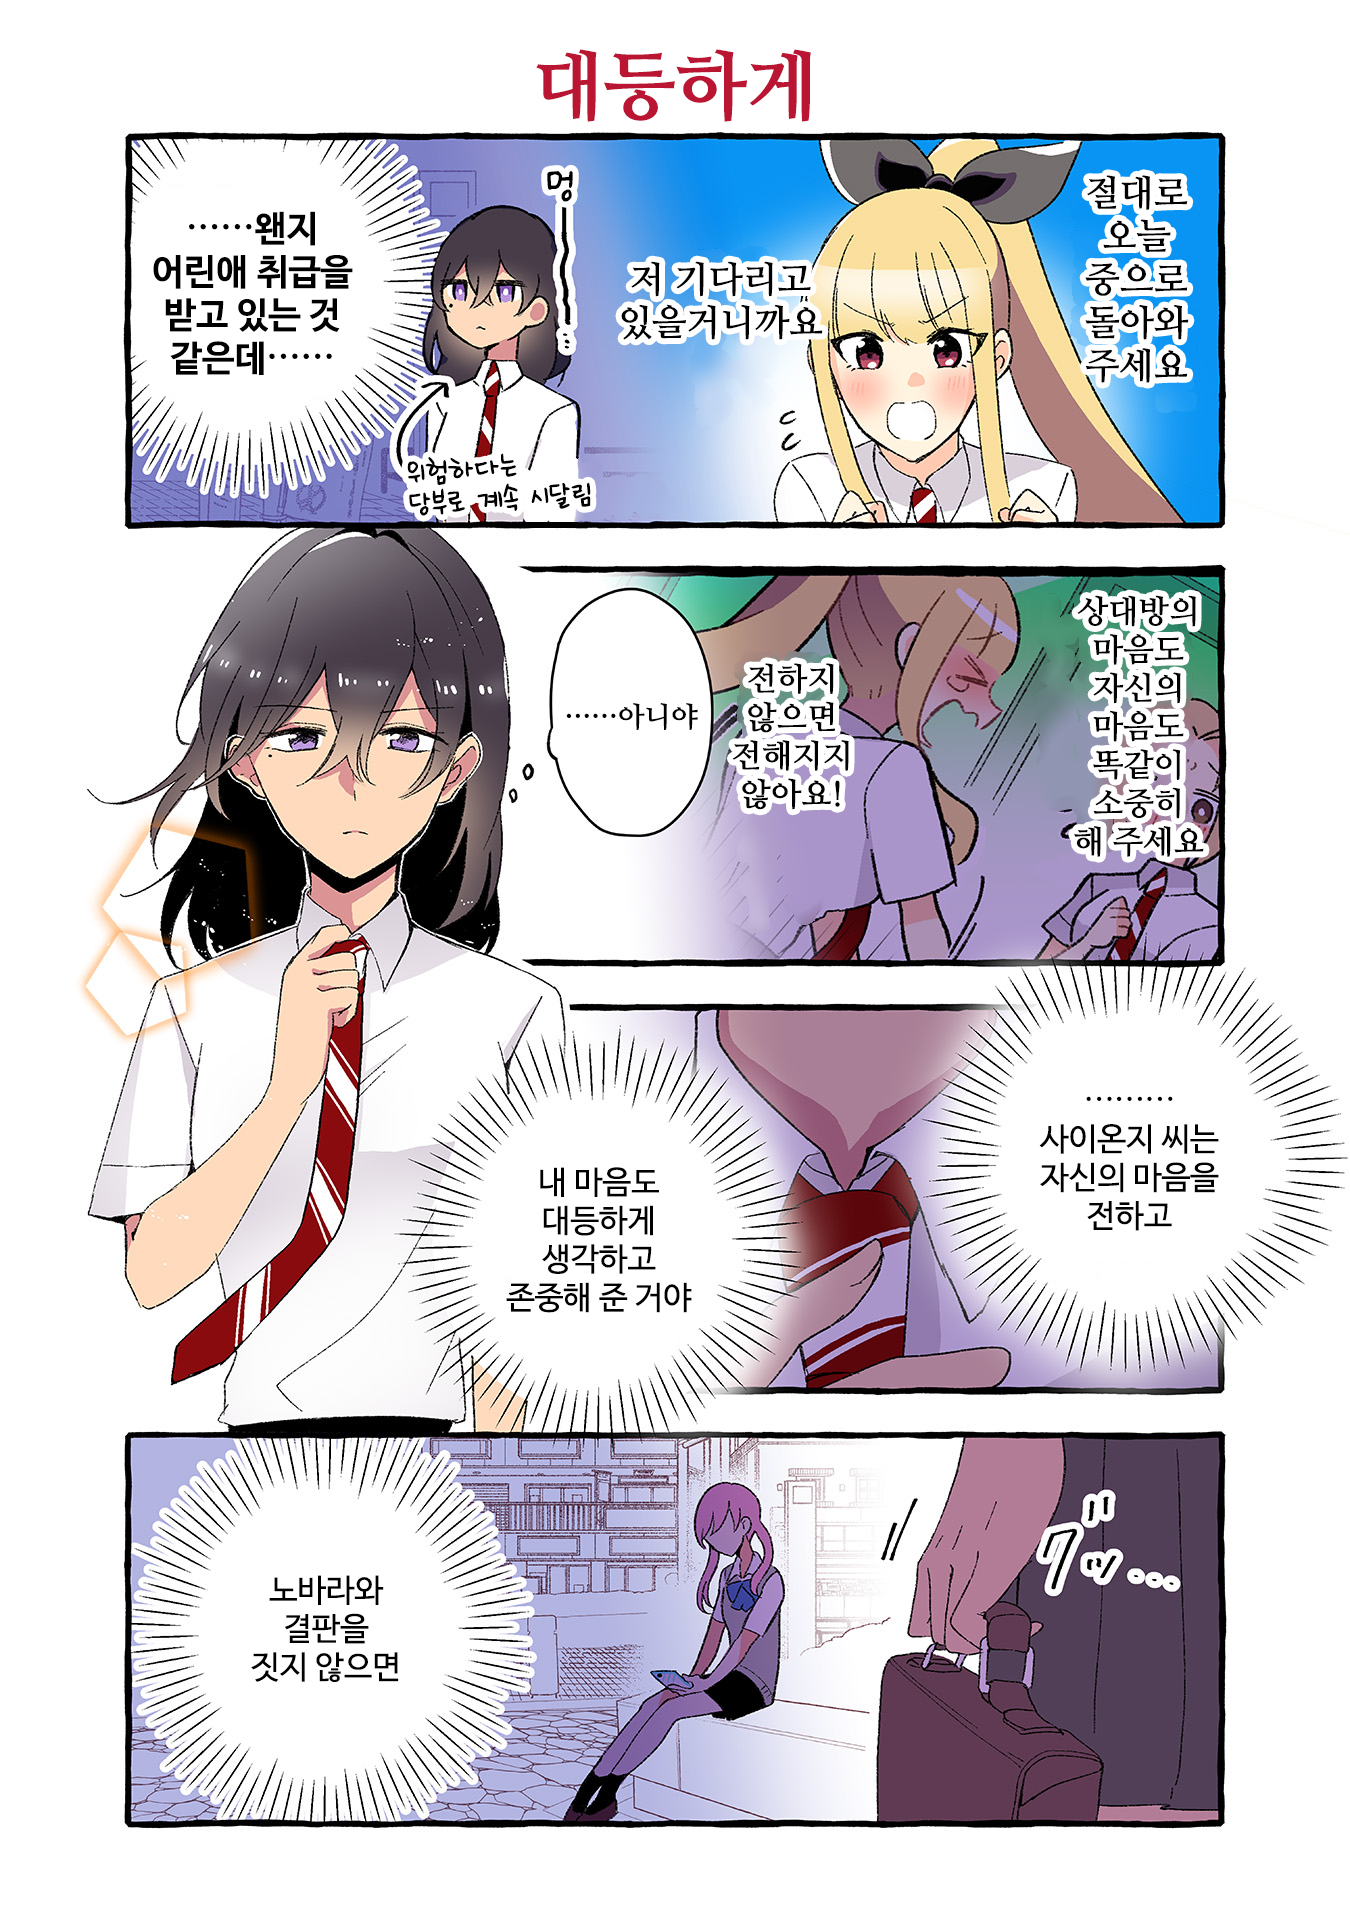 대등하게
절대로
오늘
중으로
돌아와
주세요
저 기다리고
있을거니까요
멍
위험하다는
당부로 계속 시달림
……왠지
어린애 취급을
받고 있는 것
같은데……
상대방의
마음도
자신의
마음도
똑같이
소중히
해 주세요
전하지
않으면
전해지지
않아요!
……아니야
………
사이온지 씨는
자신의 마음을
전하고
내 마음도
대등하게
생각하고
존중해 준 거야
グッ…
노바라와
결판을
짓지 않으면